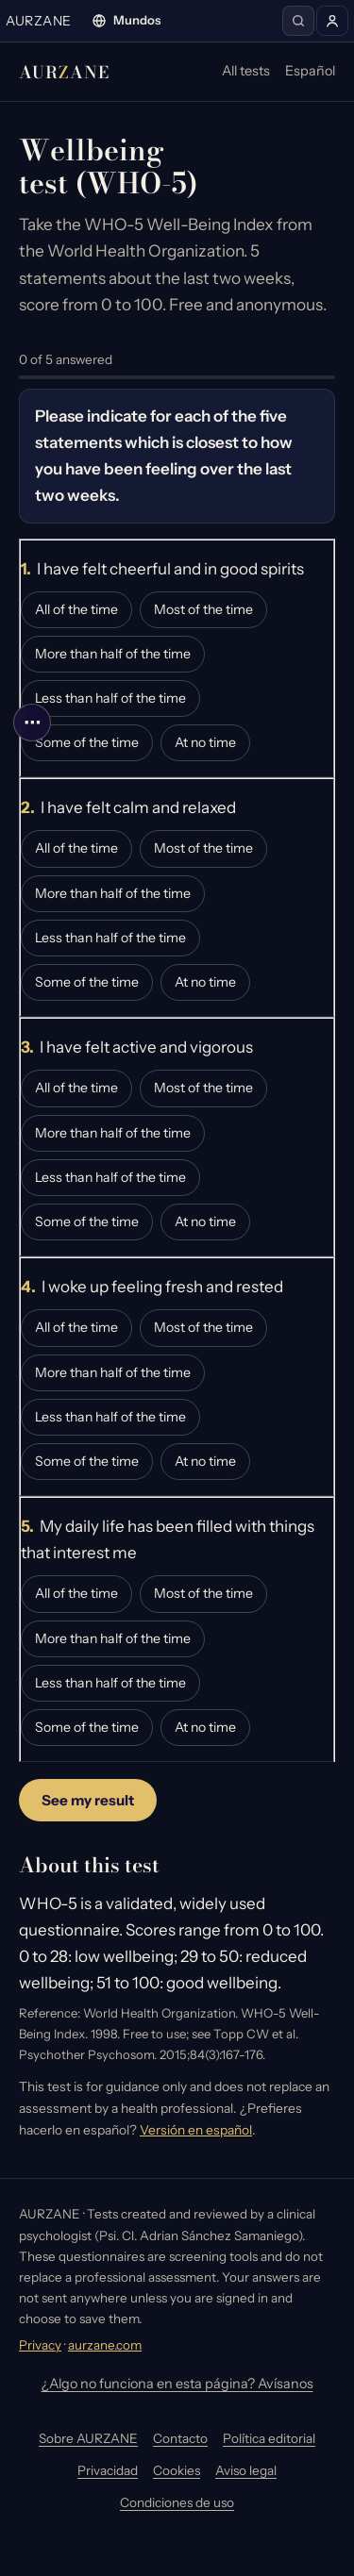 AURZANE Mundos
AURZANE All tests Español
Wellbeing
test (WHO-5)
Take the WHO-5 Well-Being Index from
the World Health Organization. 5
statements about the last two weeks,
score from 0 to 100. Free and anonymous.
0 of 5 answered
Please indicate for each of the five
statements which is closest to how
you have been feeling over the last
two weeks.
1. I have felt cheerful and in good spirits
All of the time Most of the time
More than half of the time
Less than half of the time
Some of the time At no time
2. I have felt calm and relaxed
All of the time Most of the time
More than half of the time
Less than half of the time
Some of the time At no time
3. I have felt active and vigorous
All of the time Most of the time
More than half of the time
Less than half of the time
Some of the time At no time
4. I woke up feeling fresh and rested
All of the time Most of the time
More than half of the time
Less than half of the time
Some of the time At no time
5. My daily life has been filled with things
that interest me
All of the time Most of the time
More than half of the time
Less than half of the time
Some of the time At no time
See my result
About this test
WHO-5 is a validated, widely used
questionnaire. Scores range from 0 to 100.
0 to 28: low wellbeing; 29 to 50: reduced
wellbeing; 51 to 100: good wellbeing.
Reference: World Health Organization. WHO-5 Well-
Being Index. 1998. Free to use; see Topp CW et al.
Psychother Psychosom. 2015;84(3):167-176.
This test is for guidance only and does not replace an
assessment by a health professional. ¿Prefieres
hacerlo en español? Versión en español.
AURZANE · Tests created and reviewed by a clinical
psychologist (Psi. Cl. Adrian Sánchez Samaniego).
These questionnaires are screening tools and do not
replace a professional assessment. Your answers are
not sent anywhere unless you are signed in and
choose to save them.
Privacy · aurzane.com
¿Algo no funciona en esta página? Avísanos
Sobre AURZANE Contacto Política editorial
Privacidad Cookies Aviso legal
Condiciones de uso